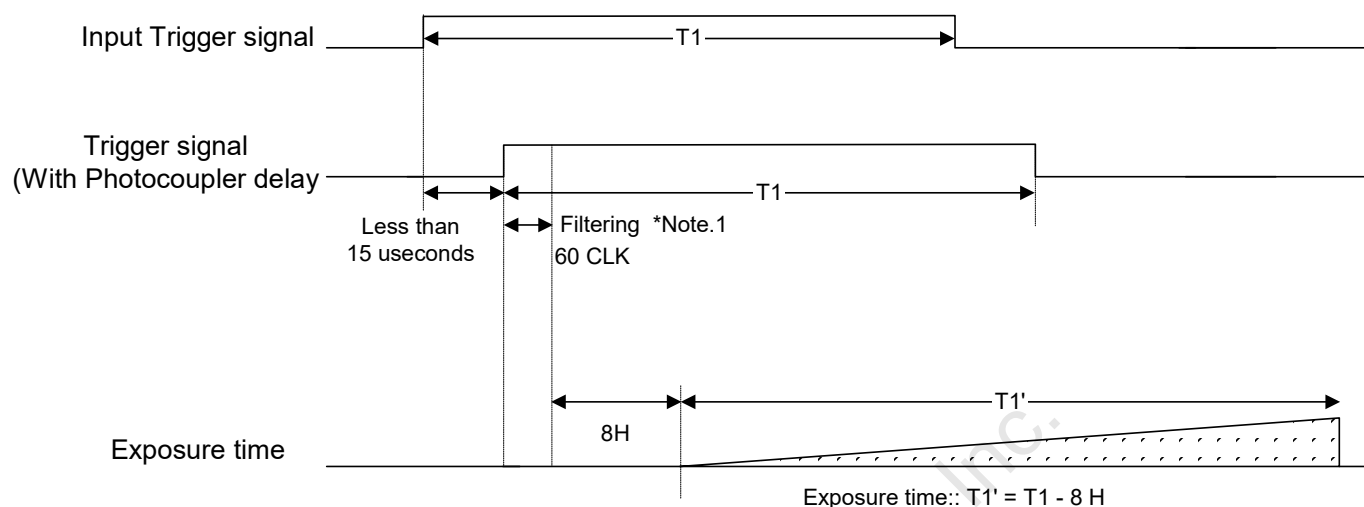 Input Trigger signal
T1
Trigger signal
(With Photocoupler delay
T1
Less than
15 useconds
Filtering *Note.1
60 CLK
8H
T1'
Exposure time
Exposure time:: T1' = T1 - 8 H
Inc.